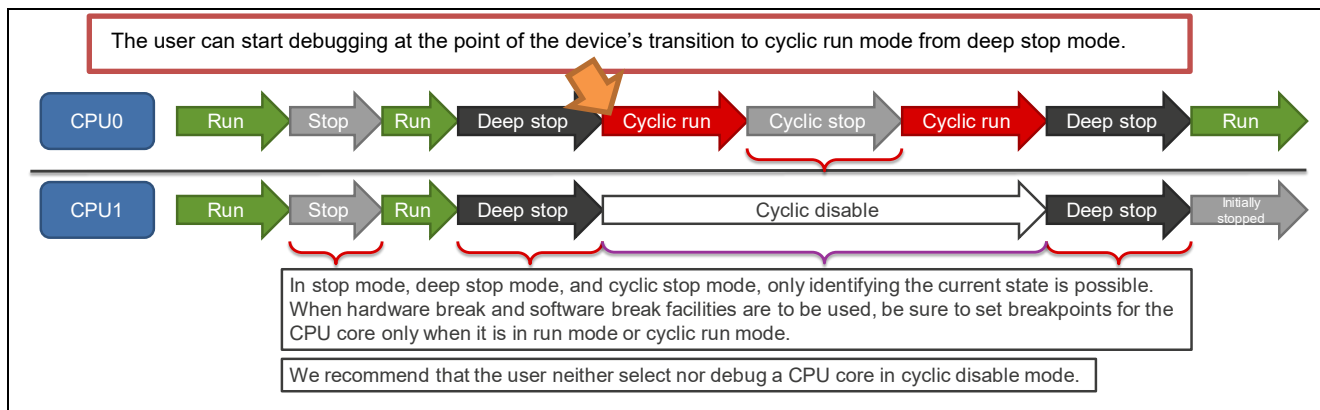 The user can start debugging at the point of the device's transition to cyclic run mode from deep stop mode.
CPU0 Run Stop Run Deep stop Cyclic run Cyclic stop Cyclic run Deep stop Run
CPU1 Run Stop Run Deep stop Cyclic disable Deep stop Initially
stopped
In stop mode, deep stop mode, and cyclic stop mode, only identifying the current state is possible.
When hardware break and software break facilities are to be used, be sure to set breakpoints for the
CPU core only when it is in run mode or cyclic run mode.
We recommend that the user neither select nor debug a CPU core in cyclic disable mode.